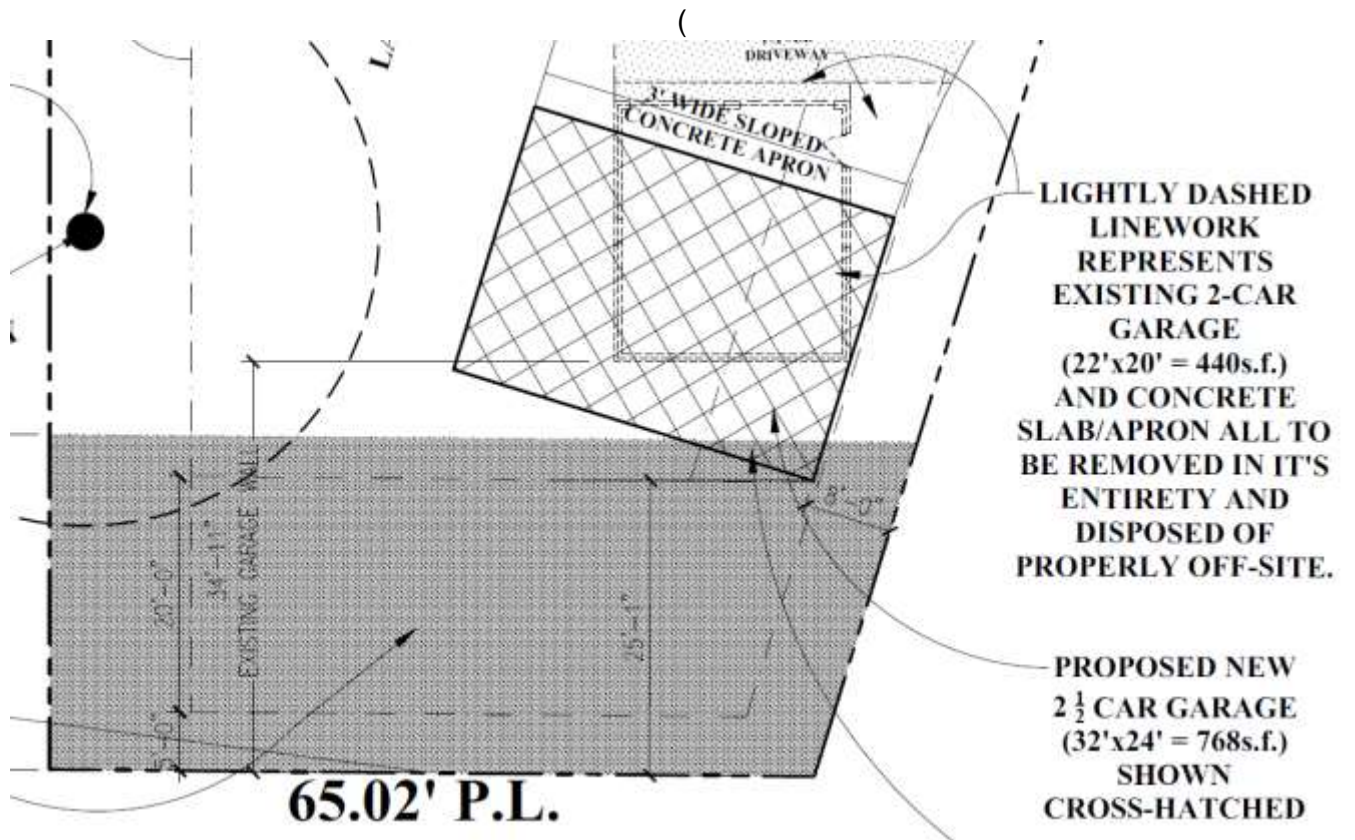 (
DRIVEWAY
3' WIDE SLOPED
CONCRETE APRON
LIGHTLY DASHED
LINEWORK
REPRESENTS
EXISTING 2-CAR
GARAGE
(22'x20' = 440s.f.)
AND CONCRETE
SLAB/APRON ALL TO
BE REMOVED IN IT'S
ENTIRETY AND
DISPOSED OF
PROPERLY OFF-SITE.
8'-0"
20'-0"
34'-11"
EXISTING GARAGE WALL
25'-1"
5'-0"
65.02' P.L.
PROPOSED NEW
2 1/2 CAR GARAGE
(32'x24' = 768s.f.)
SHOWN
CROSS-HATCHED